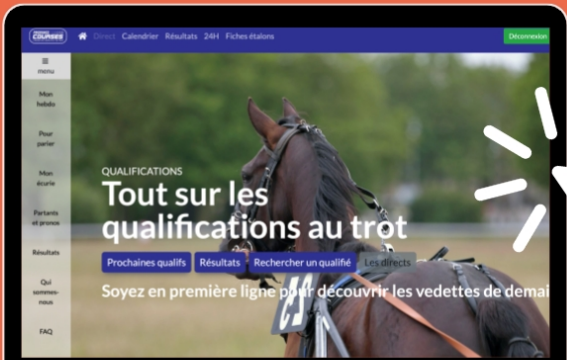 COURSES
Direct Calendrier Résultats 24H Fiches étalons
Déconnexion
menu
Mon
hebdo
Pour
parier
Mon
écurie
Partants
et pronos
Résultats
Qui
sommes-
nous
FAQ
QUALIFICATIONS
Tout sur les
qualifications au trot
Prochaines qualifs Résultats Rechercher un qualifié Les directs
Soyez en première ligne pour découvrir les vedettes de demai